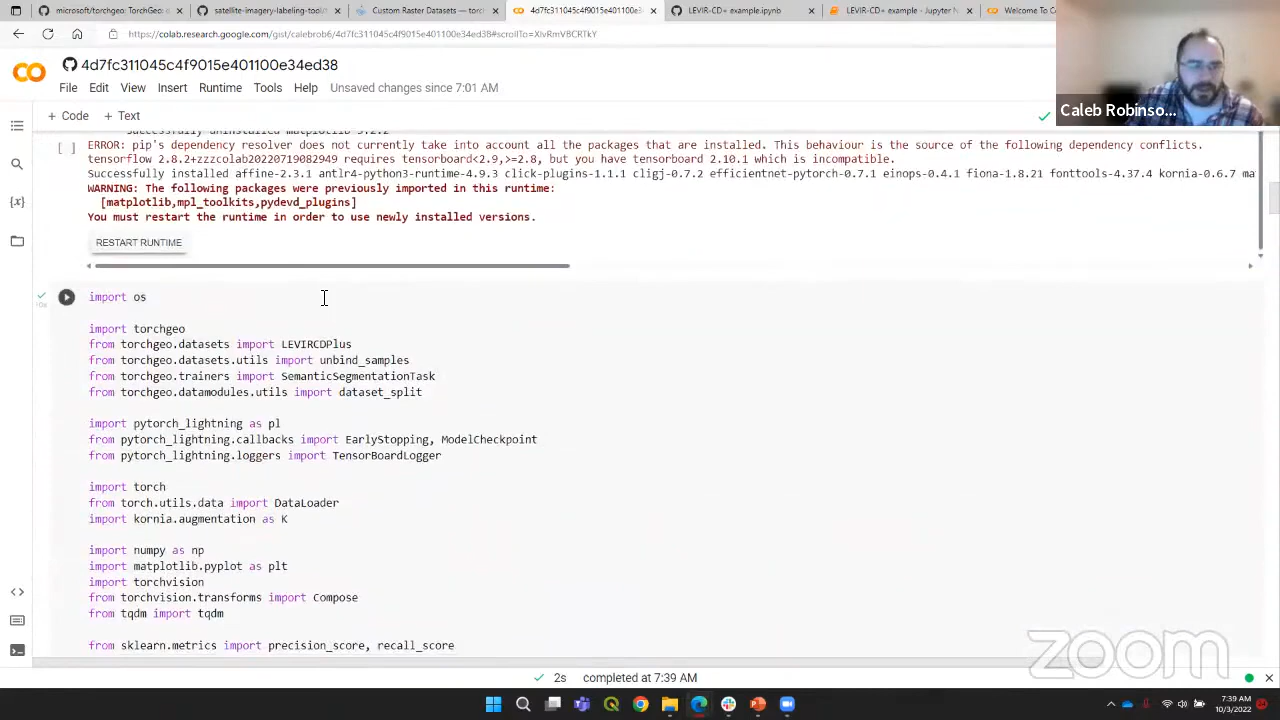 microsoft/torchgeo: TorchGeo:
satellite-imagery-labeling-tool/
Custom Raster Datasets — torch
4d7fc311045c4f9015e401100e34e
LEVIR-CD+ example.ipynb
LEVIR-CD+ example - Jupyter N
Welcome To Co
https://colab.research.google.com/gist/calebrob6/4d7fc311045c4f9015e401100e34ed38#scrollTo=XIvRmVBCRTkY
4d7fc311045c4f9015e401100e34ed38
File Edit View Insert Runtime Tools Help Unsaved changes since 7:01 AM
+ Code + Text
Caleb Robinso...
Successfully uninstalled matplotlib-3.2.2
[ ] ERROR: pip's dependency resolver does not currently take into account all the packages that are installed. This behaviour is the source of the following dependency conflicts.
tensorflow 2.8.2+zzzcolab20220719082949 requires tensorboard<2.9,>=2.8, but you have tensorboard 2.10.1 which is incompatible.
Successfully installed affine-2.3.1 antlr4-python3-runtime-4.9.3 click-plugins-1.1.1 cligj-0.7.2 efficientnet-pytorch-0.7.1 einops-0.4.1 fiona-1.8.21 fonttools-4.37.4 kornia-0.6.7 mat
WARNING: The following packages were previously imported in this runtime:
[matplotlib,mpl_toolkits,pydevd_plugins]
You must restart the runtime in order to use newly installed versions.
RESTART RUNTIME
import os
import torchgeo
from torchgeo.datasets import LEVIRCDPlus
from torchgeo.datasets.utils import unbind_samples
from torchgeo.trainers import SemanticSegmentationTask
from torchgeo.datamodules.utils import dataset_split
import pytorch_lightning as pl
from pytorch_lightning.callbacks import EarlyStopping, ModelCheckpoint
from pytorch_lightning.loggers import TensorBoardLogger
import torch
from torch.utils.data import DataLoader
import kornia.augmentation as K
import numpy as np
import matplotlib.pyplot as plt
import torchvision
from torchvision.transforms import Compose
from tqdm import tqdm
from sklearn.metrics import precision_score, recall_score
zoom
2s completed at 7:39 AM
7:39 AM
10/3/2022